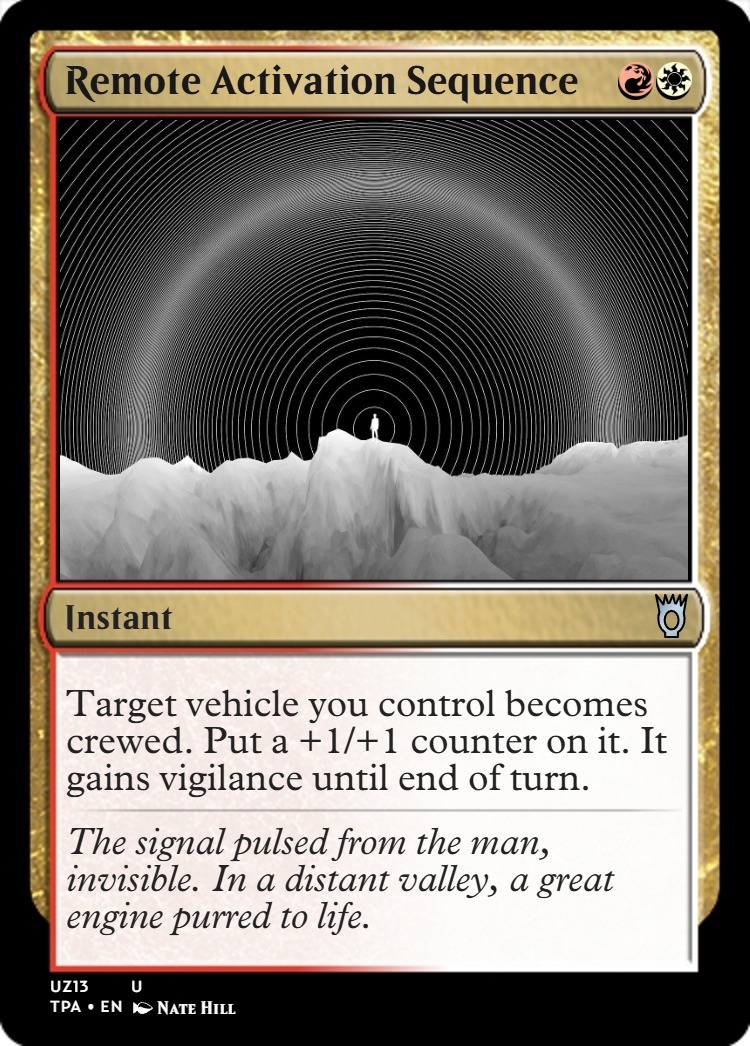 Remote Activation Sequence
Instant
Target vehicle you control becomes
crewed. Put a +1/+1 counter on it. It
gains vigilance until end of turn.
The signal pulsed from the man,
invisible. In a distant valley, a great
engine purred to life.
UZ13 U
TPA • EN Nate Hill